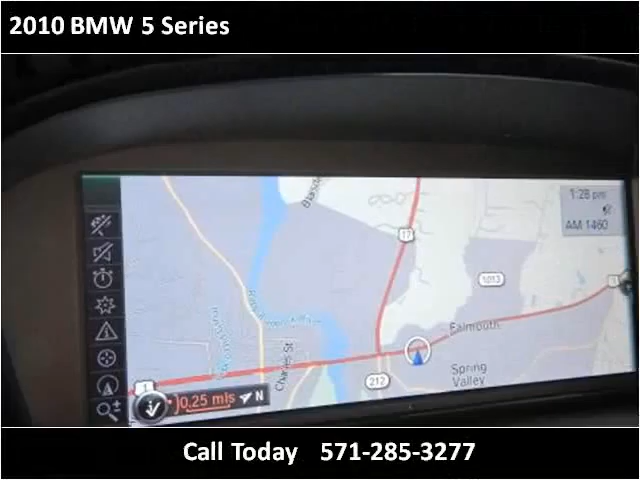 2010 BMW 5 Series
1:28 pm
AM 1460
17
1013
1
Falmouth
Charles St
Spring
Valley
212
1
0.25 mls
N
Call Today 571-285-3277